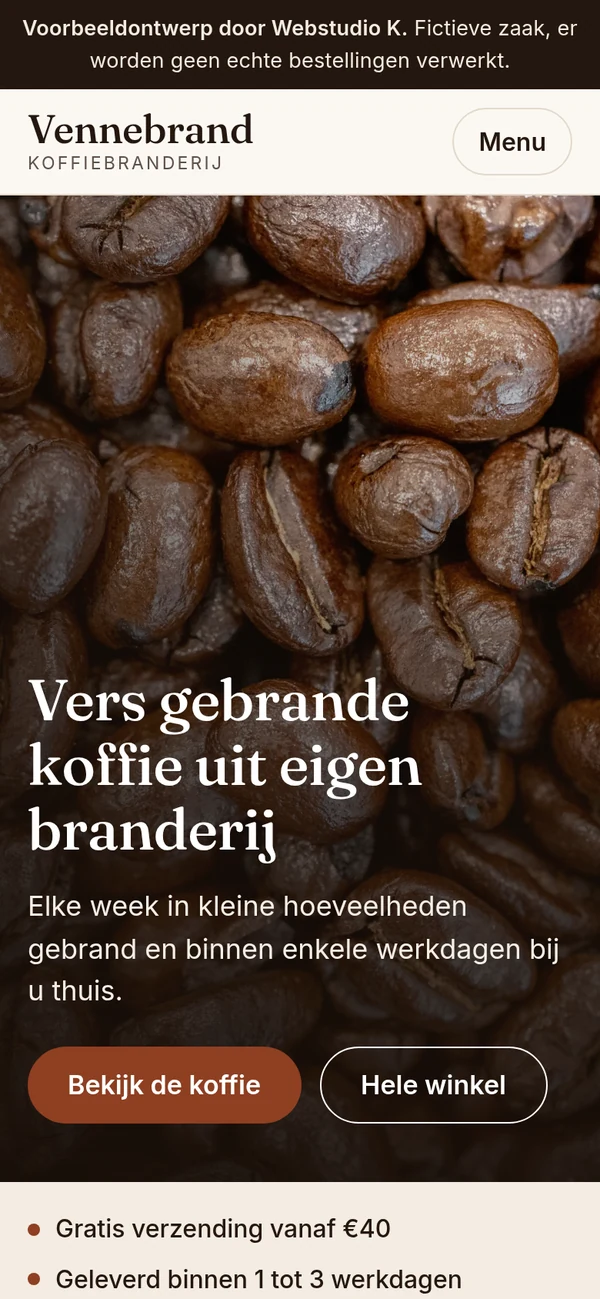 Voorbeeldontwerp door Webstudio K. Fictieve zaak, er
worden geen echte bestellingen verwerkt.
Vennebrand
KOFFIEBRANDERIJ
Menu
Vers gebrande
koffie uit eigen
branderij
Elke week in kleine hoeveelheden
gebrand en binnen enkele werkdagen bij
u thuis.
Bekijk de koffie
Hele winkel
Gratis verzending vanaf €40
Geleverd binnen 1 tot 3 werkdagen